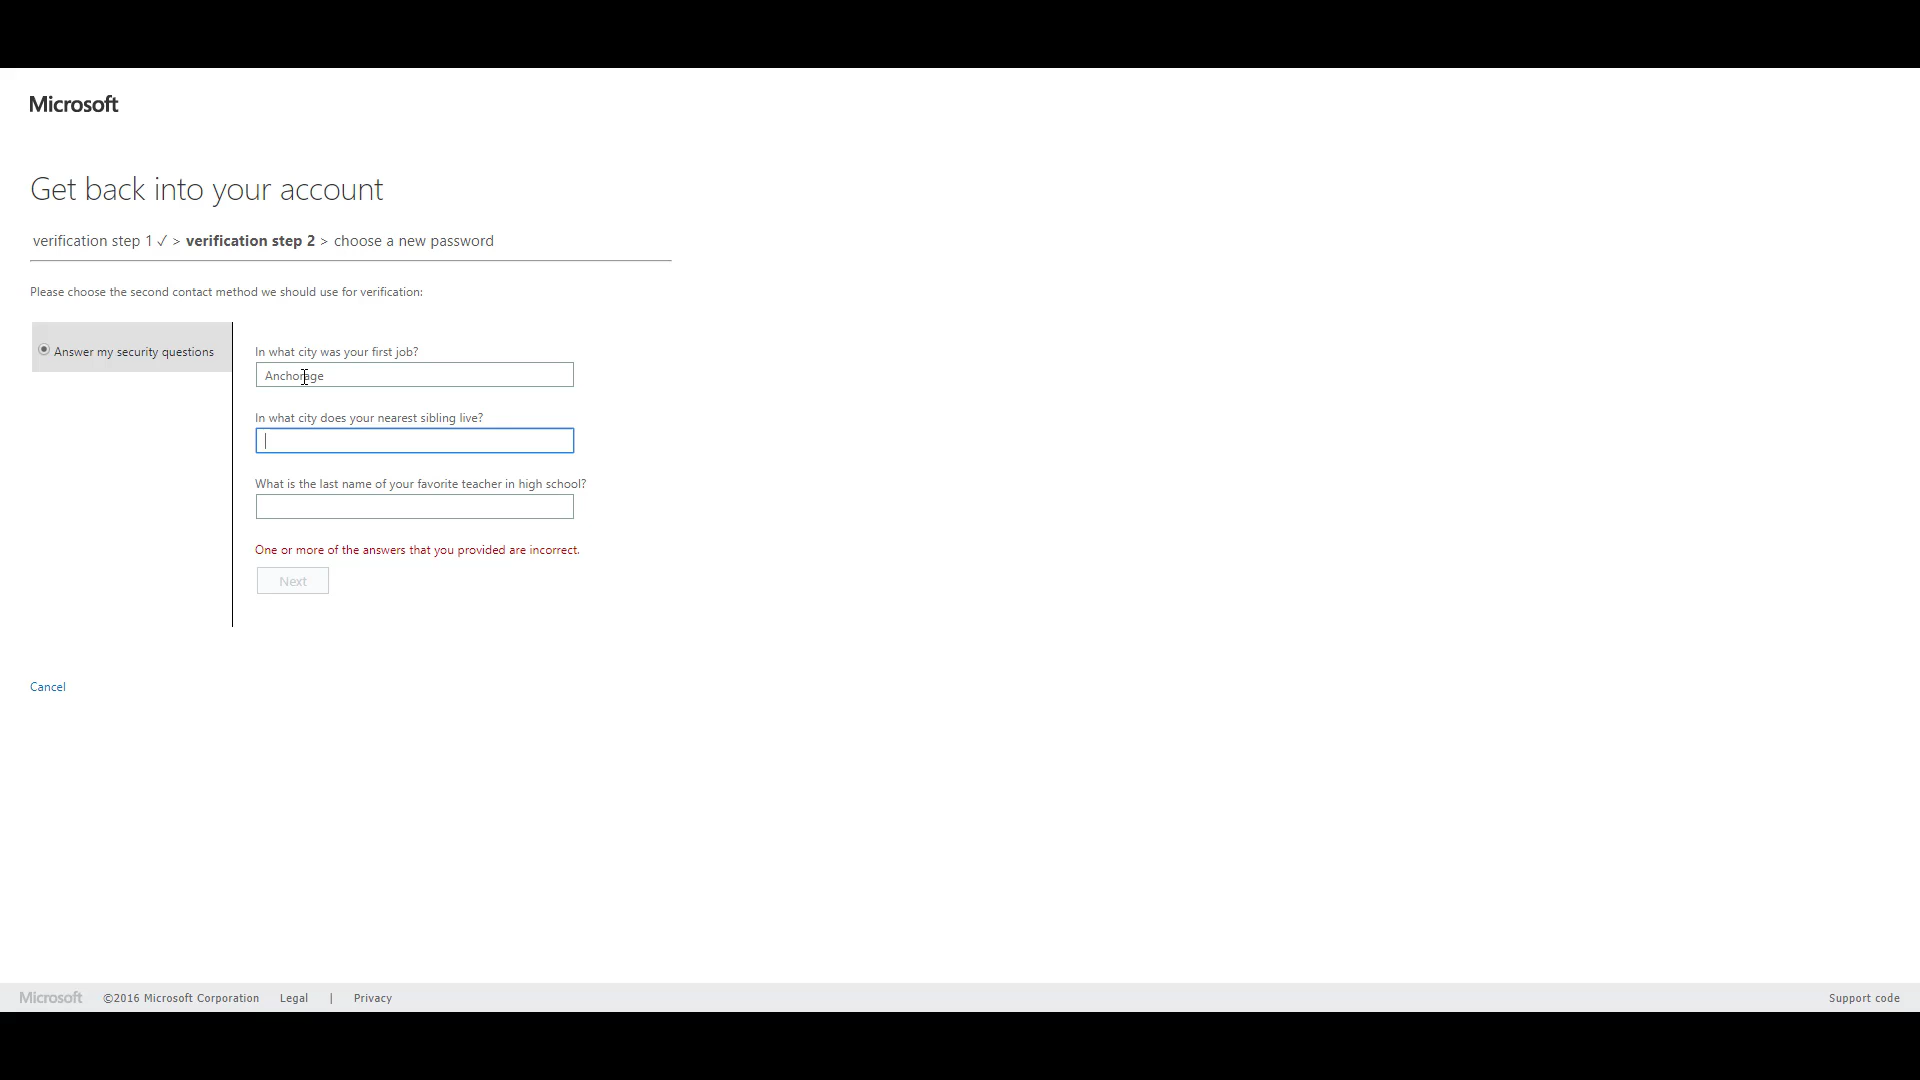 Microsoft
Get back into your account
verification step 1 ✓ > verification step 2 > choose a new password
Please choose the second contact method we should use for verification:
Answer my security questions
In what city was your first job?
Anchorage
In what city does your nearest sibling live?
What is the last name of your favorite teacher in high school?
One or more of the answers that you provided are incorrect.
Next
Cancel
Microsoft ©2016 Microsoft Corporation Legal | Privacy Support code